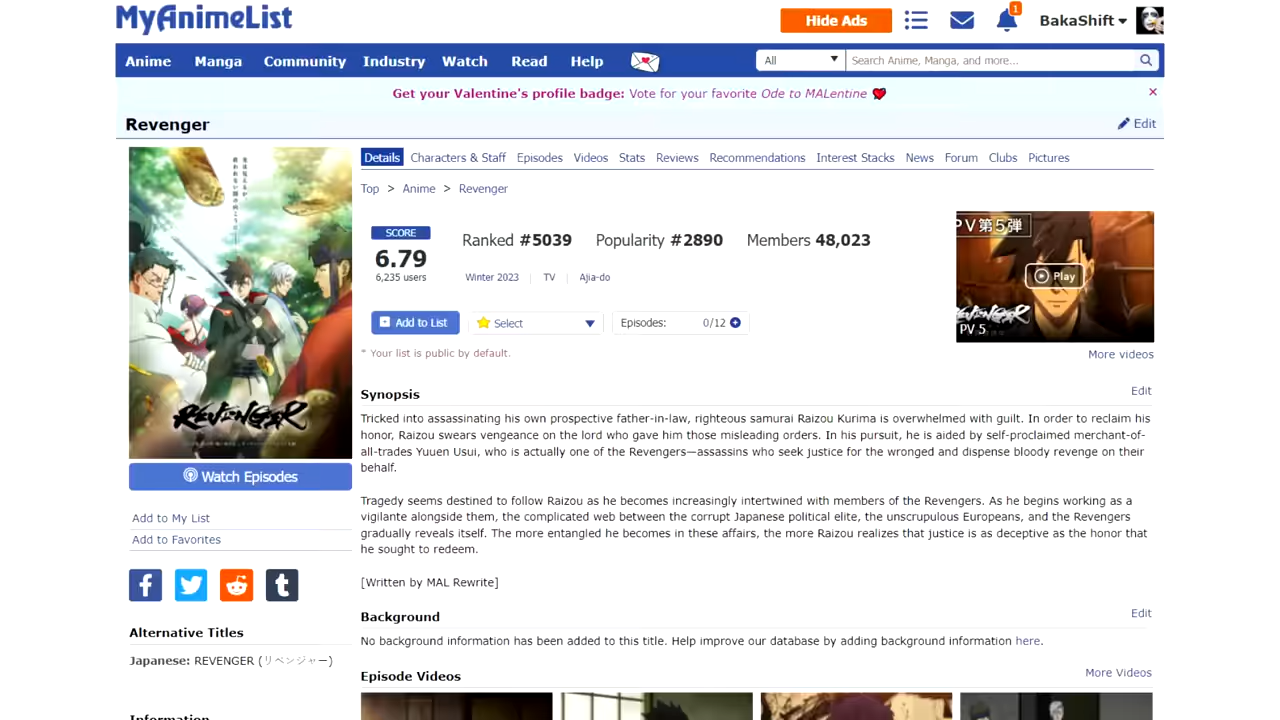 MyAnimeList
Hide Ads
1
BakaShift
Anime Manga Community Industry Watch Read Help
All
Search Anime, Manga, and more...
Get your Valentine's profile badge: Vote for your favorite Ode to MALentine
×
Revenger
Edit
Details Characters & Staff Episodes Videos Stats Reviews Recommendations Interest Stacks News Forum Clubs Pictures
Top > Anime > Revenger
SCORE
6.79
6,235 users
Ranked #5039 Popularity #2890 Members 48,023
Winter 2023 TV Ajia-do
Add to List
Select
Episodes: 0/12
* Your list is public by default.
PV第5弾
Play
REVENGER
PV 5
More videos
REVENGER
Watch Episodes
Add to My List
Add to Favorites
Alternative Titles
Japanese: REVENGER (リベンジャー)
Information
Synopsis
Edit
Tricked into assassinating his own prospective father-in-law, righteous samurai Raizou Kurima is overwhelmed with guilt. In order to reclaim his
honor, Raizou swears vengeance on the lord who gave him those misleading orders. In his pursuit, he is aided by self-proclaimed merchant-of-
all-trades Yuuen Usui, who is actually one of the Revengers—assassins who seek justice for the wronged and dispense bloody revenge on their
behalf.
Tragedy seems destined to follow Raizou as he becomes increasingly intertwined with members of the Revengers. As he begins working as a
vigilante alongside them, the complicated web between the corrupt Japanese political elite, the unscrupulous Europeans, and the Revengers
gradually reveals itself. The more entangled he becomes in these affairs, the more Raizou realizes that justice is as deceptive as the honor that
he sought to redeem.
[Written by MAL Rewrite]
Background
Edit
No background information has been added to this title. Help improve our database by adding background information here.
Episode Videos
More Videos